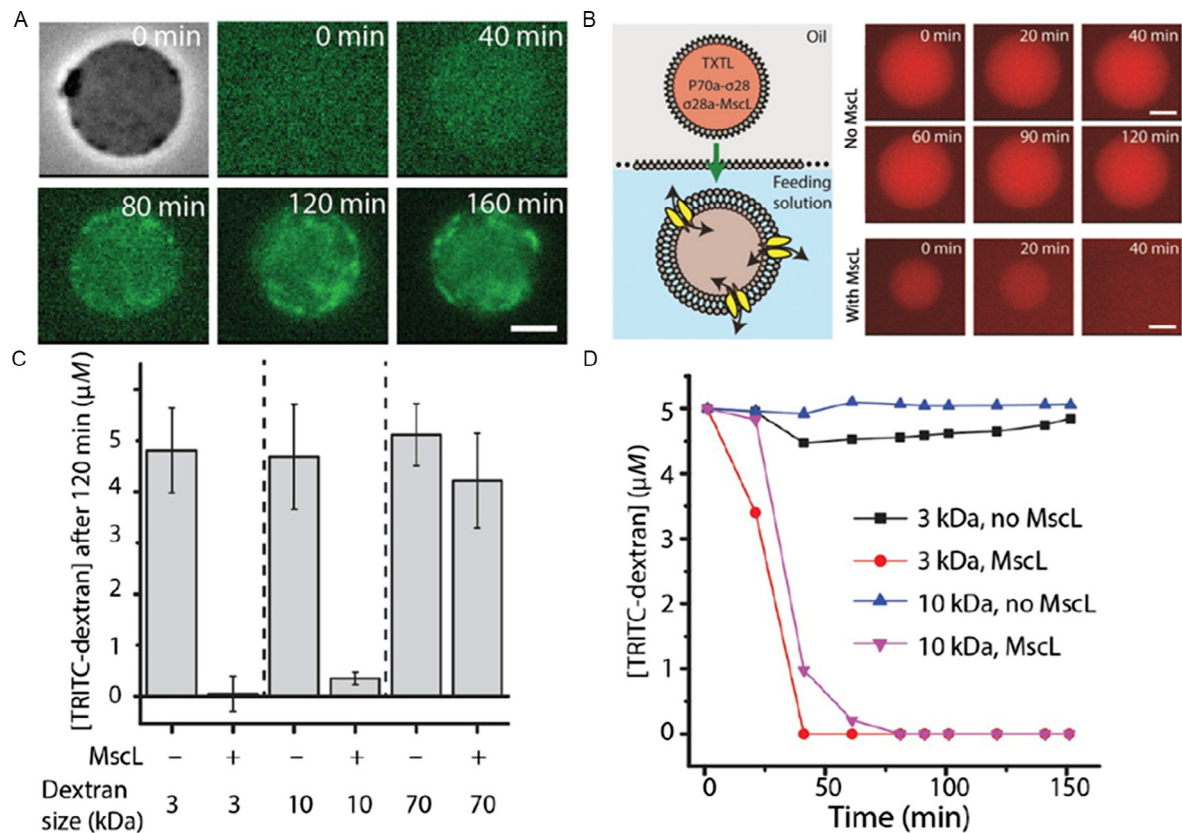 A
0 min
0 min
40 min
80 min
120 min
160 min
B
Oil
TXTL
P70a-σ28
σ28a-MscL
Feeding
solution
No MscL
0 min
20 min
40 min
60 min
90 min
120 min
With MscL
0 min
20 min
40 min
C
[TRITC-dextran] after 120 min (μM)
5
4
3
2
1
0
MscL − + − + − +
Dextran
size (kDa)
3 3 10 10 70 70
D
[TRITC-dextran] (μM)
5
4
3
2
1
0
3 kDa, no MscL
3 kDa, MscL
10 kDa, no MscL
10 kDa, MscL
0 50 100 150
Time (min)